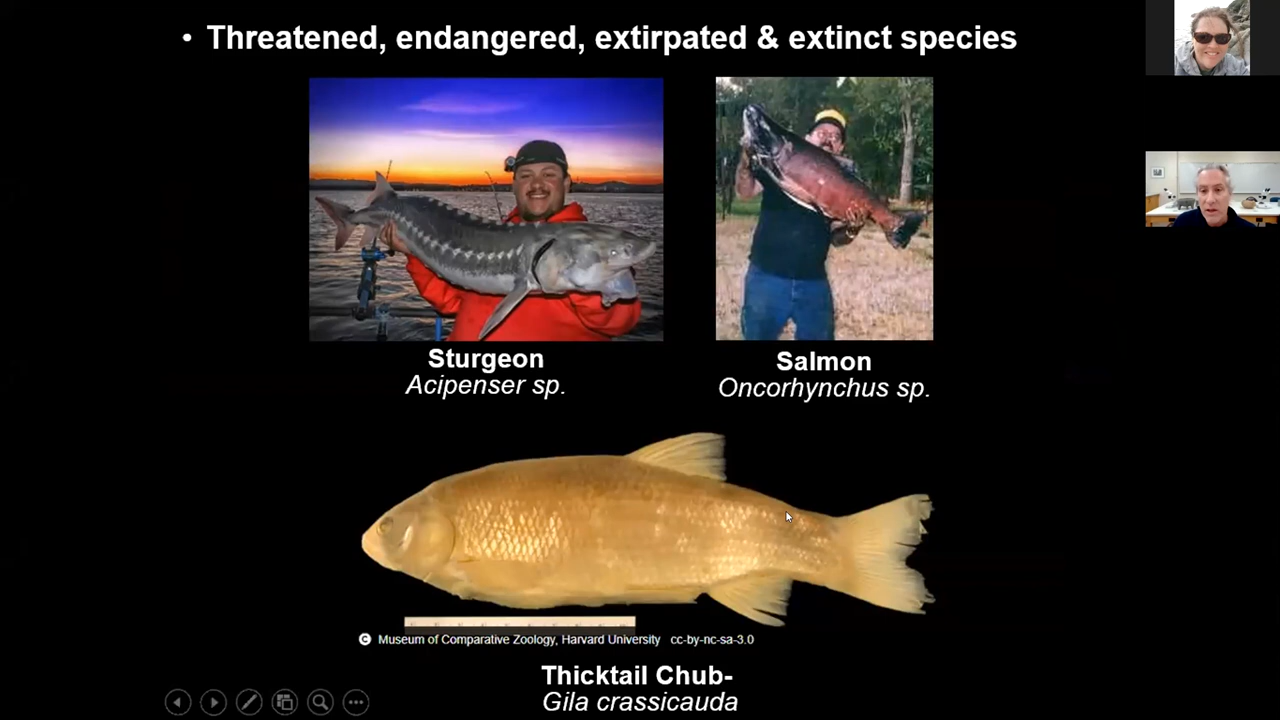 • Threatened, endangered, extirpated & extinct species
Sturgeon
Acipenser sp.
Salmon
Oncorhynchus sp.
© Museum of Comparative Zoology, Harvard University cc-by-nc-sa-3.0
Thicktail Chub-
Gila crassicauda